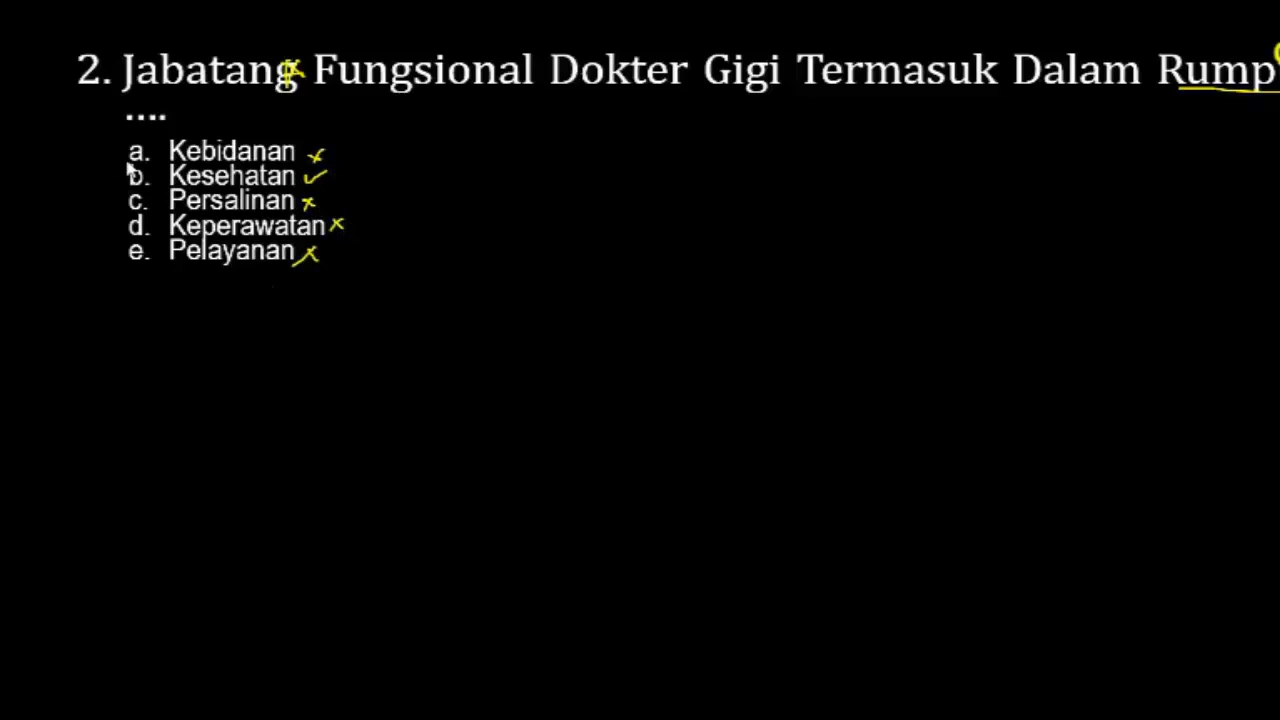 2. Jabatang Fungsional Dokter Gigi Termasuk Dalam Rump
....
a. Kebidanan
b. Kesehatan
c. Persalinan
d. Keperawatan
e. Pelayanan